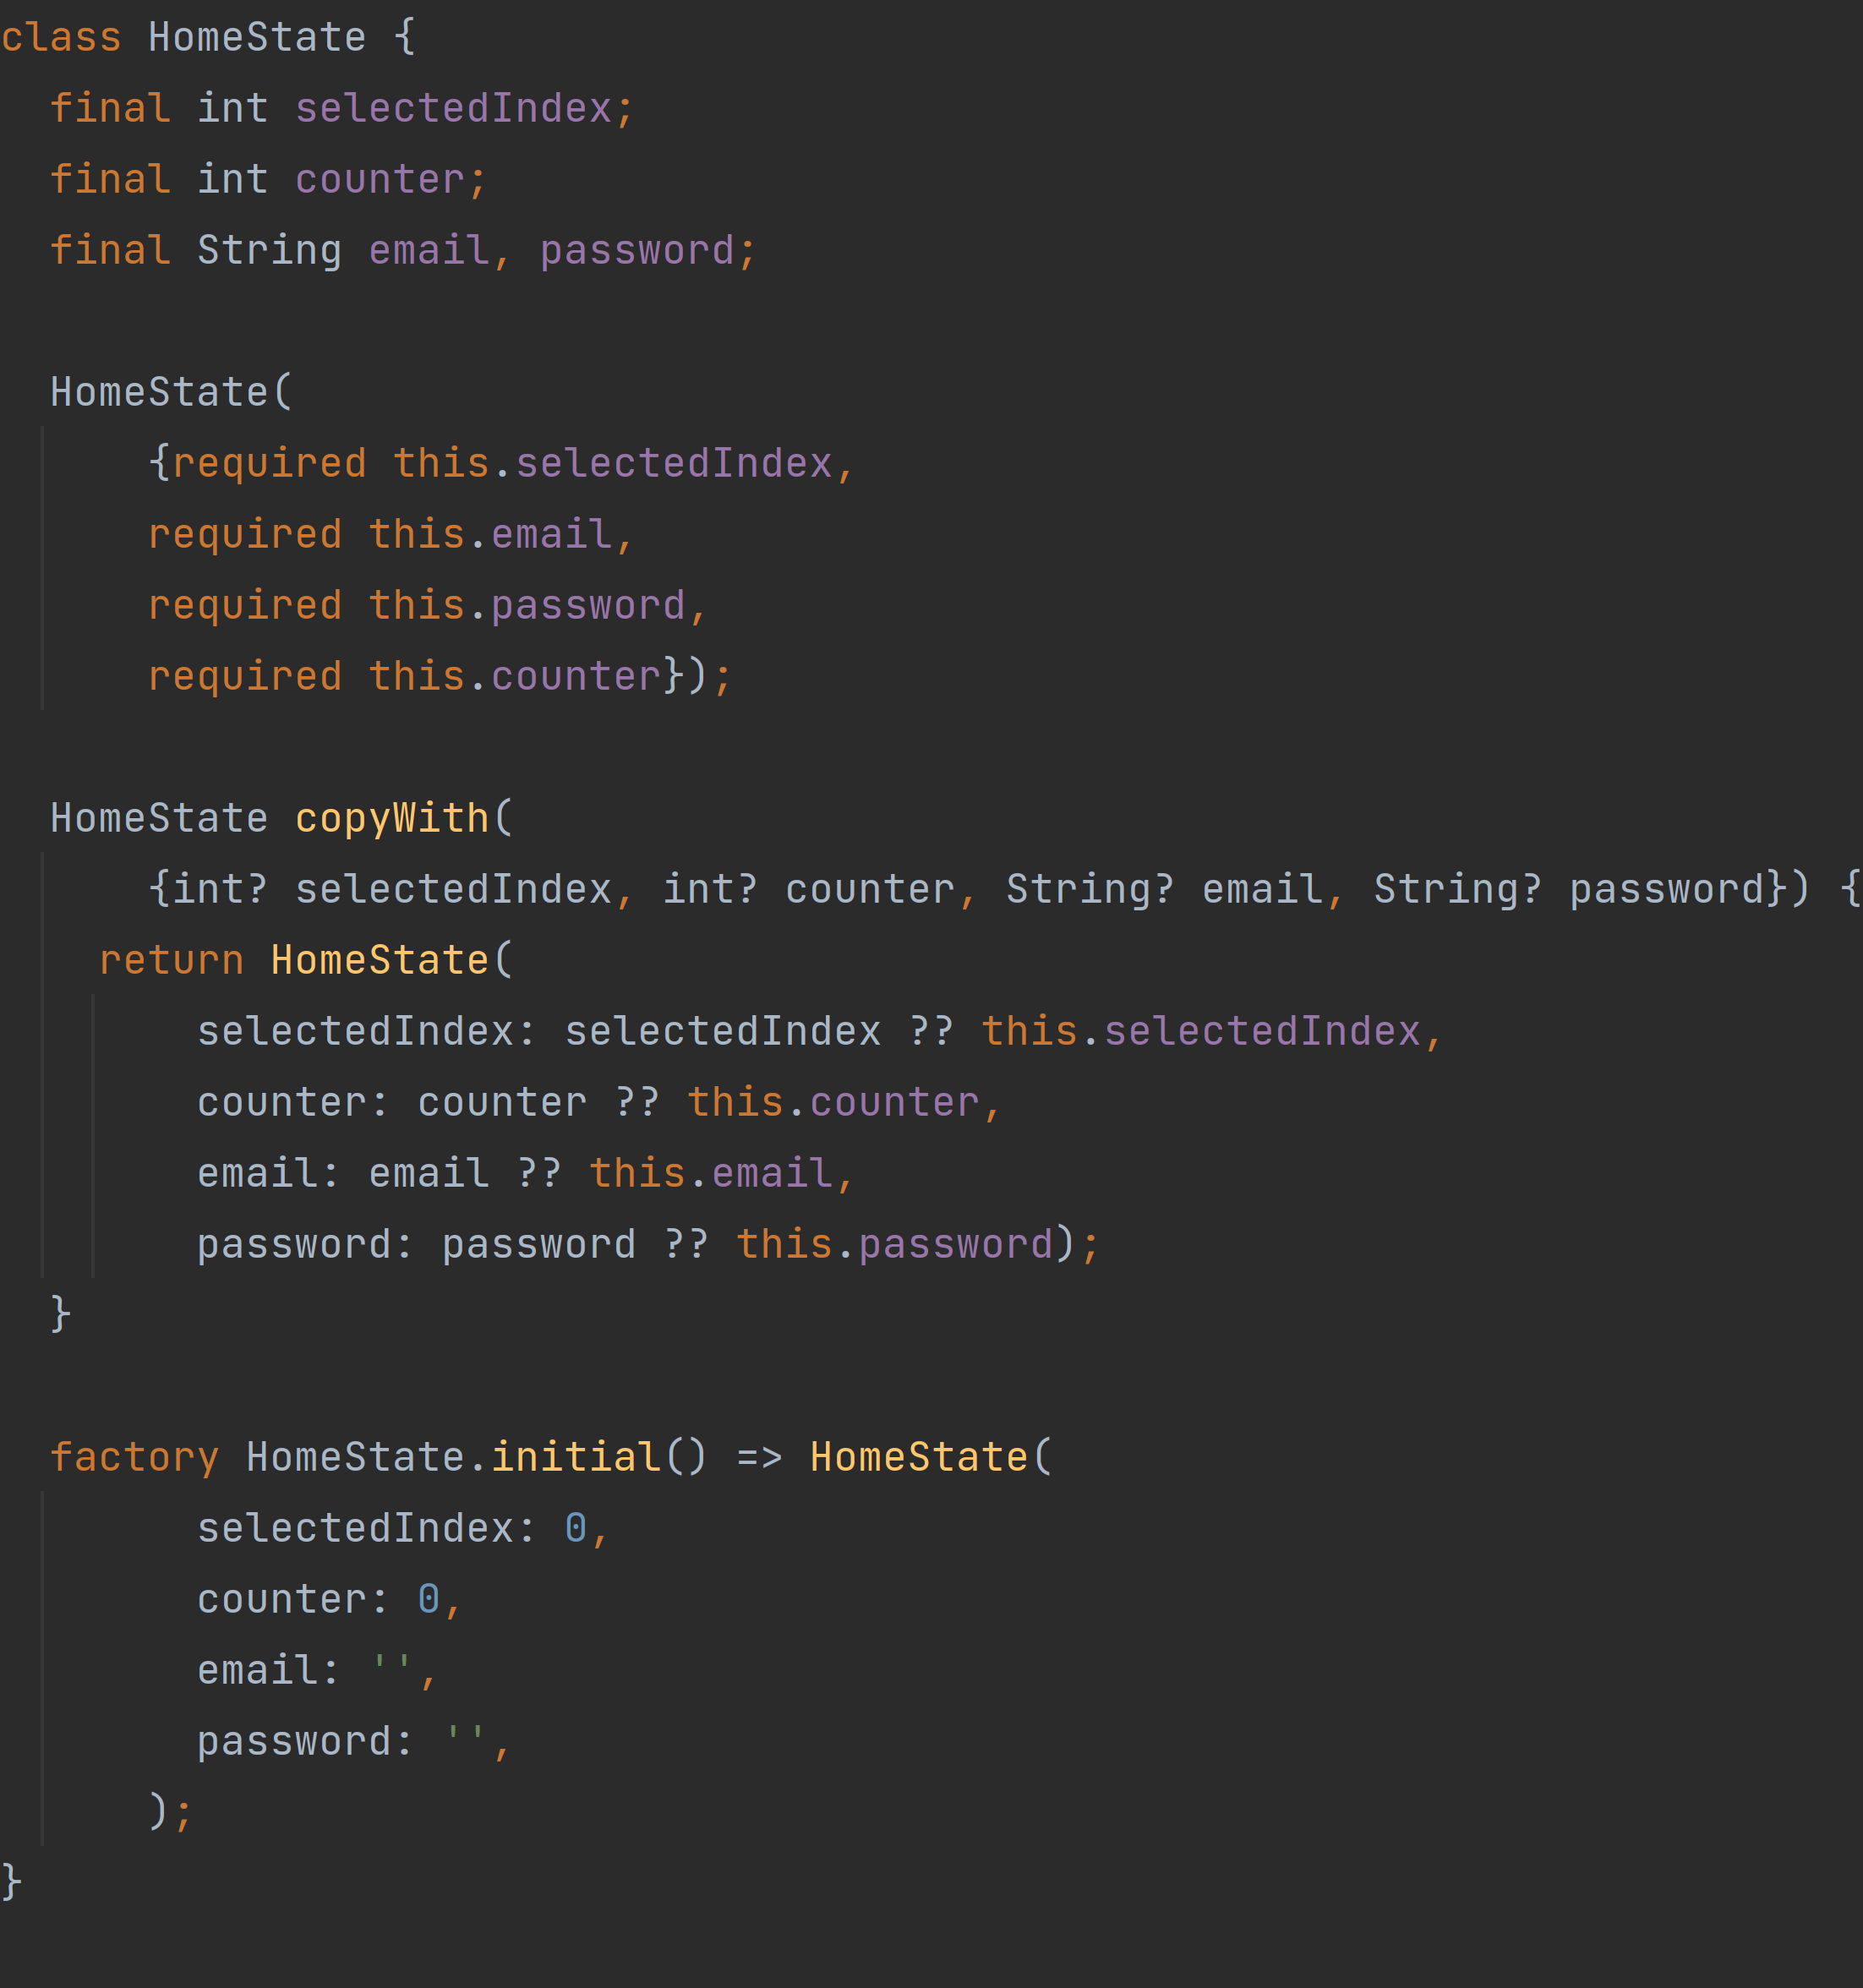 class HomeState {
  final int selectedIndex;
  final int counter;
  final String email, password;

  HomeState(
      {required this.selectedIndex,
      required this.email,
      required this.password,
      required this.counter});

  HomeState copyWith(
      {int? selectedIndex, int? counter, String? email, String? password}) {
    return HomeState(
        selectedIndex: selectedIndex ?? this.selectedIndex,
        counter: counter ?? this.counter,
        email: email ?? this.email,
        password: password ?? this.password);
  }

  factory HomeState.initial() => HomeState(
        selectedIndex: 0,
        counter: 0,
        email: '',
        password: '',
      );
}